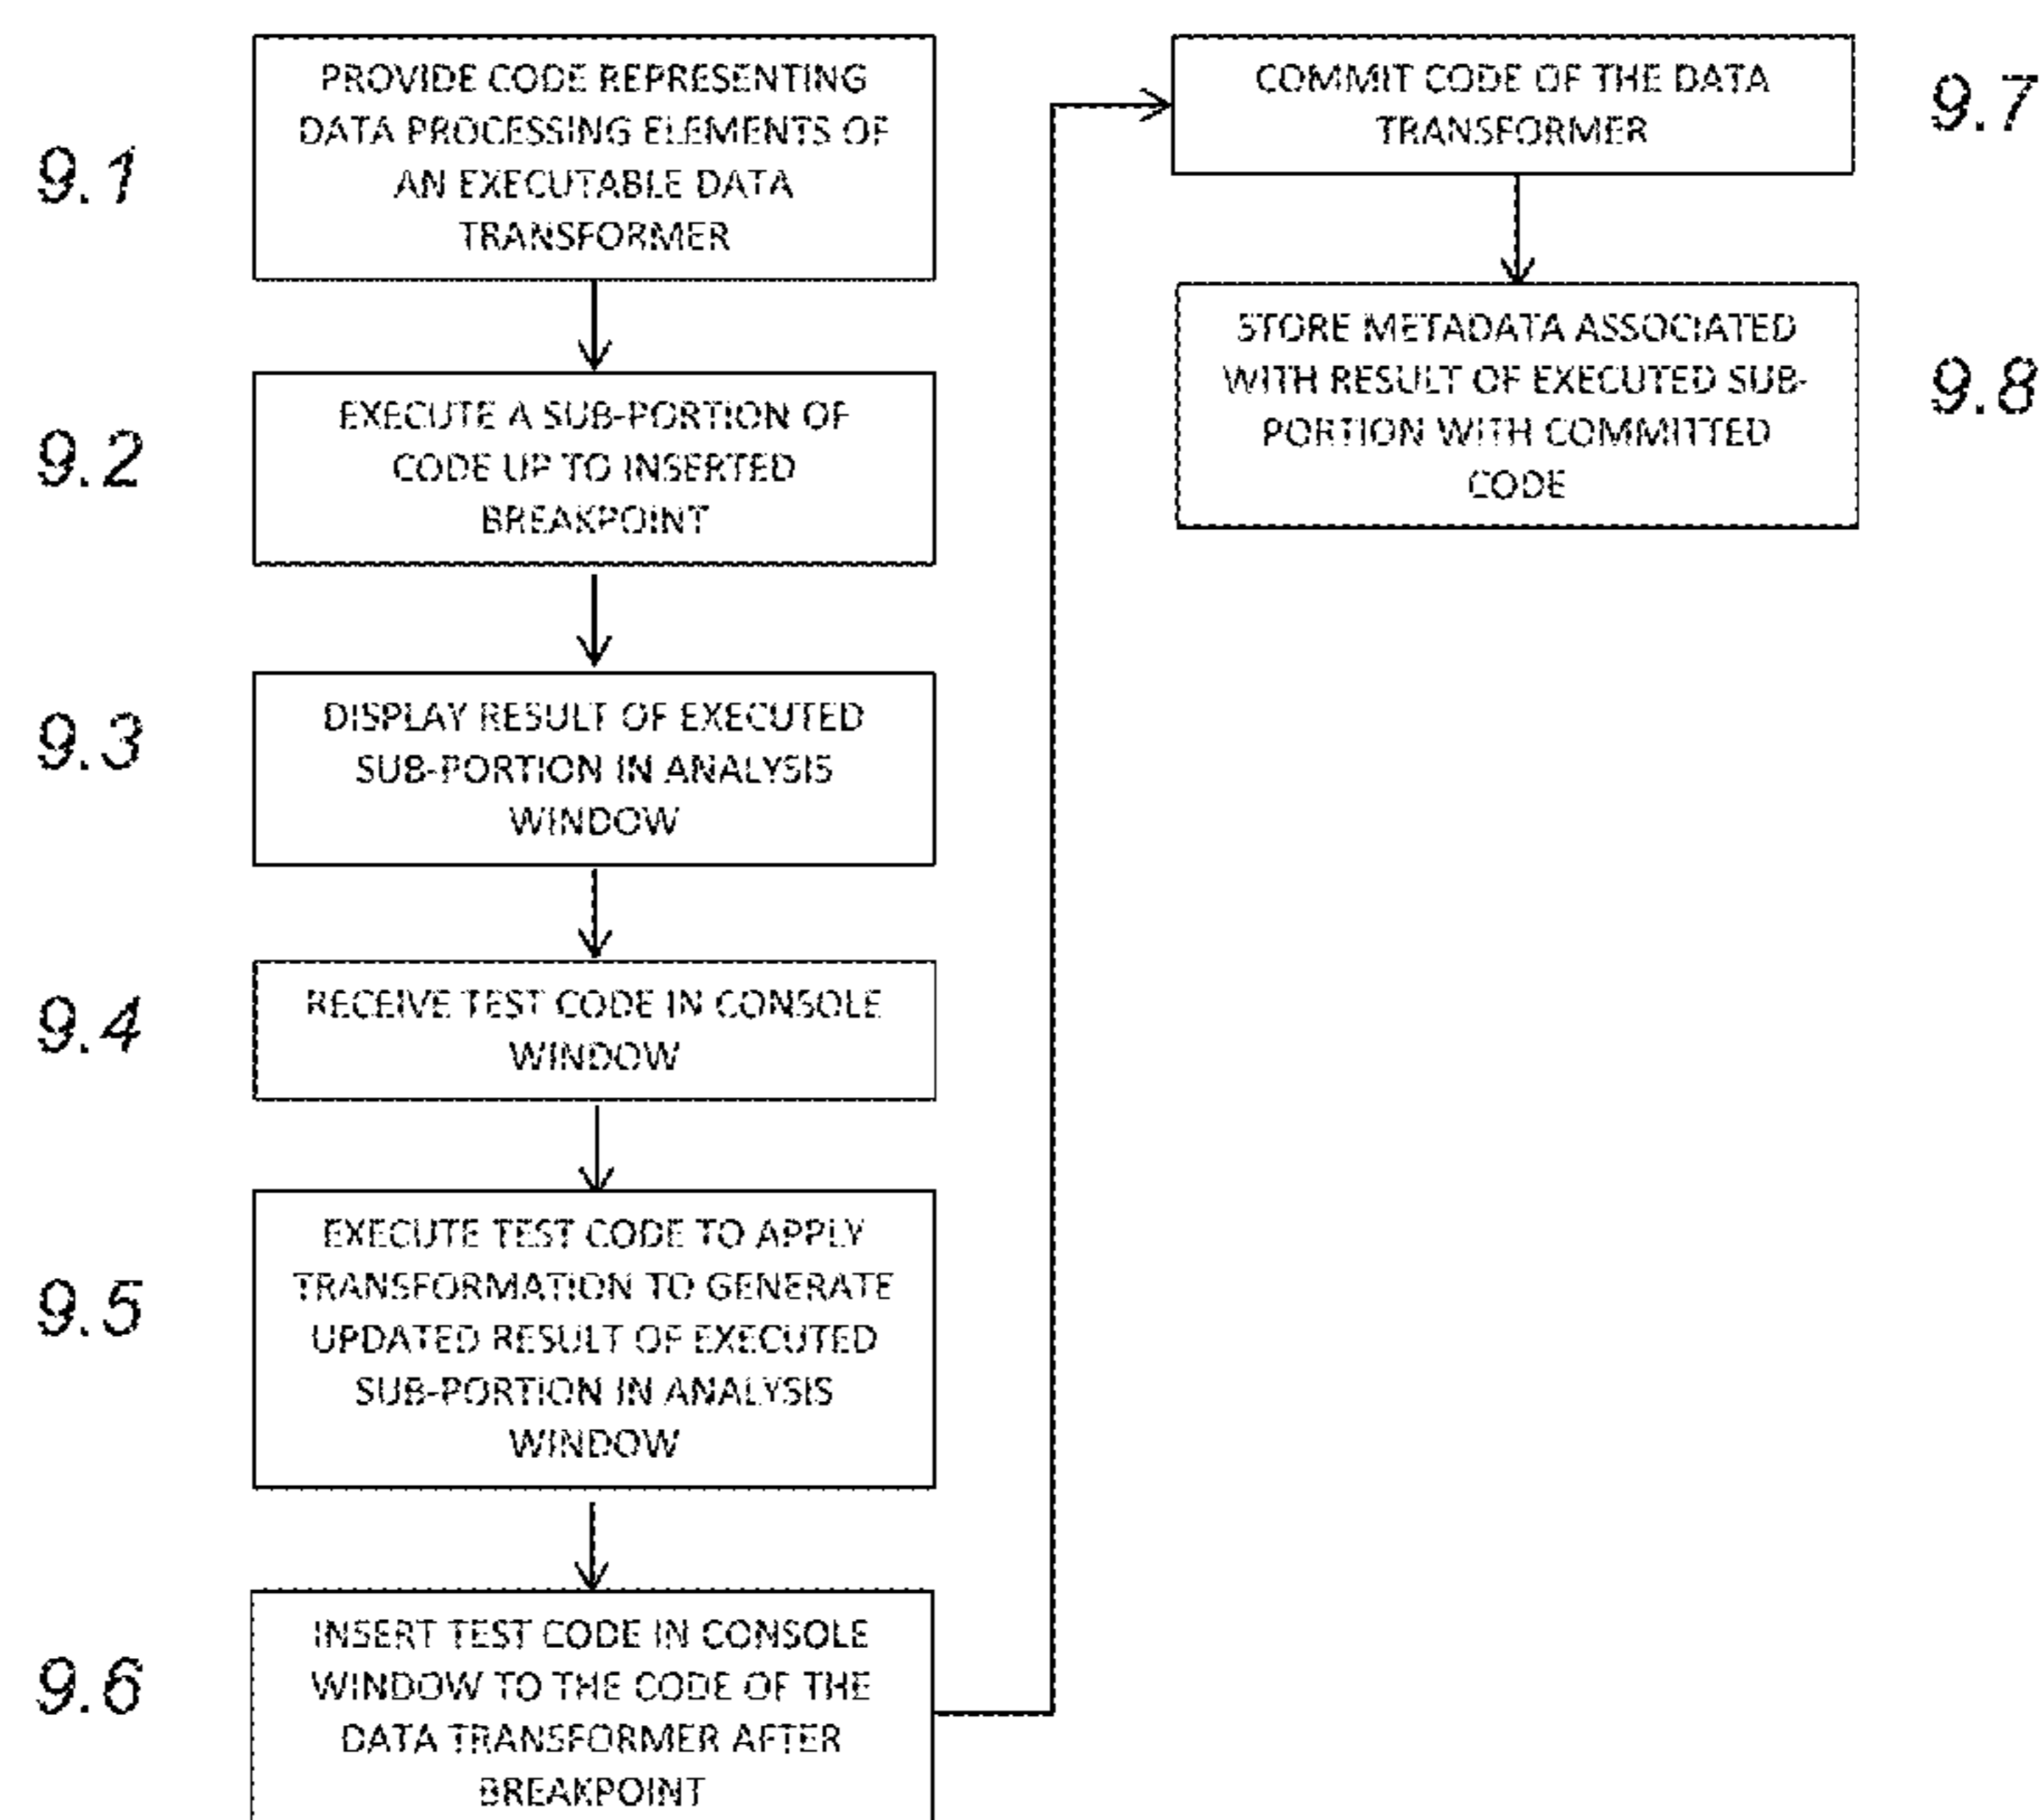 9.1
PROVIDE CODE REPRESENTING
DATA PROCESSING ELEMENTS OF
AN EXECUTABLE DATA
TRANSFORMER
9.2
EXECUTE A SUB-PORTION OF
CODE UP TO INSERTED
BREAKPOINT
9.3
DISPLAY RESULT OF EXECUTED
SUB-PORTION IN ANALYSIS
WINDOW
9.4
RECEIVE TEST CODE IN CONSOLE
WINDOW
9.5
EXECUTE TEST CODE TO APPLY
TRANSFORMATION TO GENERATE
UPDATED RESULT OF EXECUTED
SUB-PORTION IN ANALYSIS
WINDOW
9.6
INSERT TEST CODE IN CONSOLE
WINDOW TO THE CODE OF THE
DATA TRANSFORMER AFTER
BREAKPOINT
COMMIT CODE OF THE DATA
TRANSFORMER
9.7
STORE METADATA ASSOCIATED
WITH RESULT OF EXECUTED SUB-
PORTION WITH COMMITTED
CODE
9.8